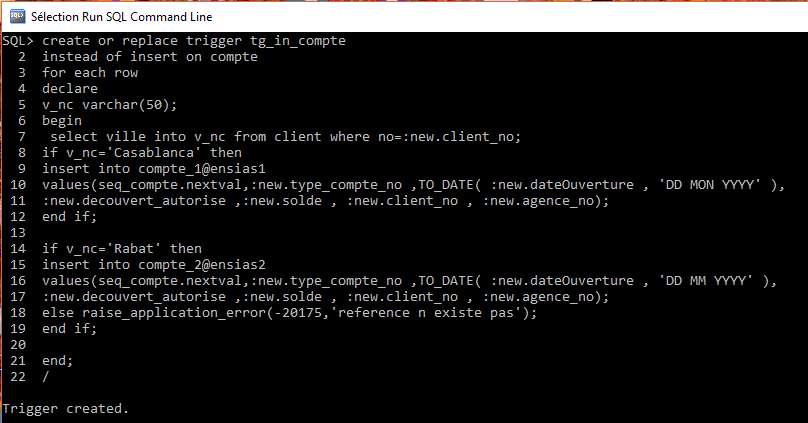 Sélection Run SQL Command Line
SQL> create or replace trigger tg_in_compte
2 instead of insert on compte
3 for each row
4 declare
5 v_nc varchar(50);
6 begin
7 select ville into v_nc from client where no=:new.client_no;
8 if v_nc='Casablanca' then
9 insert into compte_1@ensias1
10 values(seq_compte.nextval,:new.type_compte_no ,TO_DATE( :new.dateOuverture , 'DD MON YYYY' ),
11 :new.decouvert_autorise ,:new.solde , :new.client_no , :new.agence_no);
12 end if;
13
14 if v_nc='Rabat' then
15 insert into compte_2@ensias2
16 values(seq_compte.nextval,:new.type_compte_no ,TO_DATE( :new.dateOuverture , 'DD MM YYYY' ),
17 :new.decouvert_autorise ,:new.solde , :new.client_no , :new.agence_no);
18 else raise_application_error(-20175,'reference n existe pas');
19 end if;
20
21 end;
22 /
Trigger created.